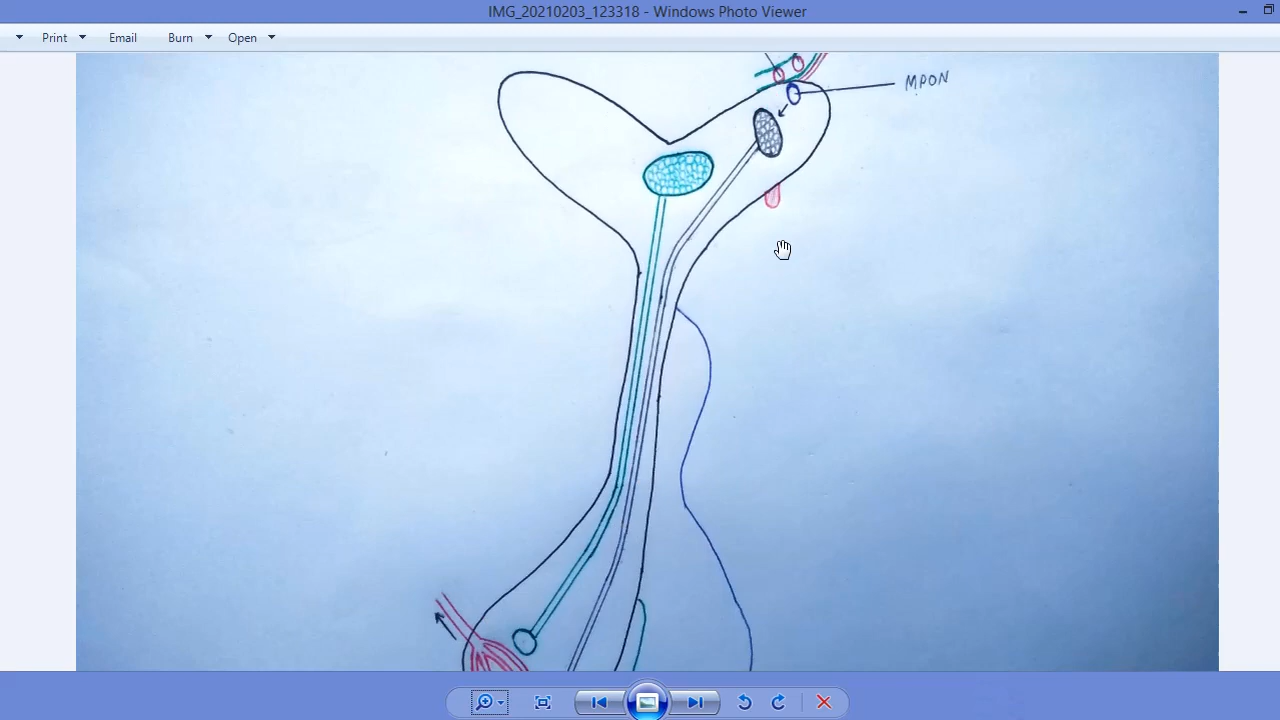 IMG_20210203_123318 - Windows Photo Viewer
Print Email Burn Open
MPON